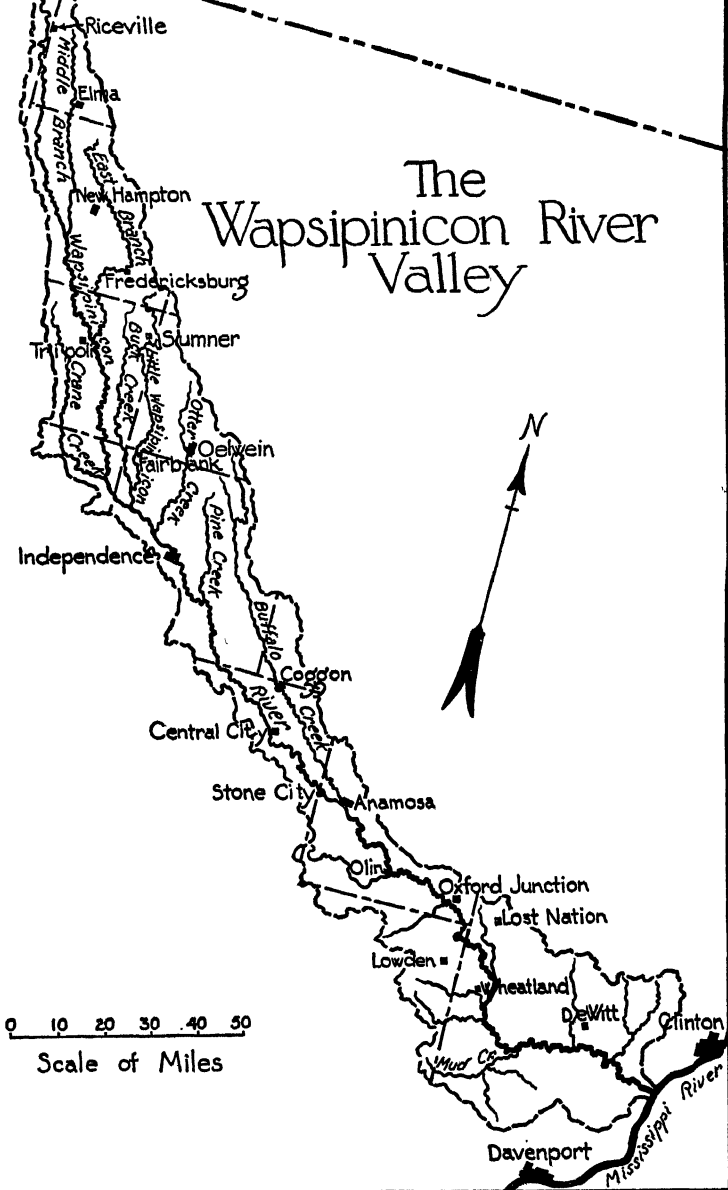 Riceville
Middle
Branch
Elma
East
Branch
New Hampton
The
Wapsipinicon River
Valley
Wapsipinicon
Fredericksburg
Sumner
Tripoli
Buck Creek
Little Wapsipinicon
Crane
Creek
Otter
Creek
Oelwein
Fairbank
N
Pine Creek
Independence
Buffalo
Creek
Coggon
River
Central City
Stone City
Anamosa
Olin
Oxford Junction
Lost Nation
Lowden
Wheatland
DeWitt
Clinton
0 10 20 30 40 50
Scale of Miles
Mud Cr.
Mississippi River
Davenport